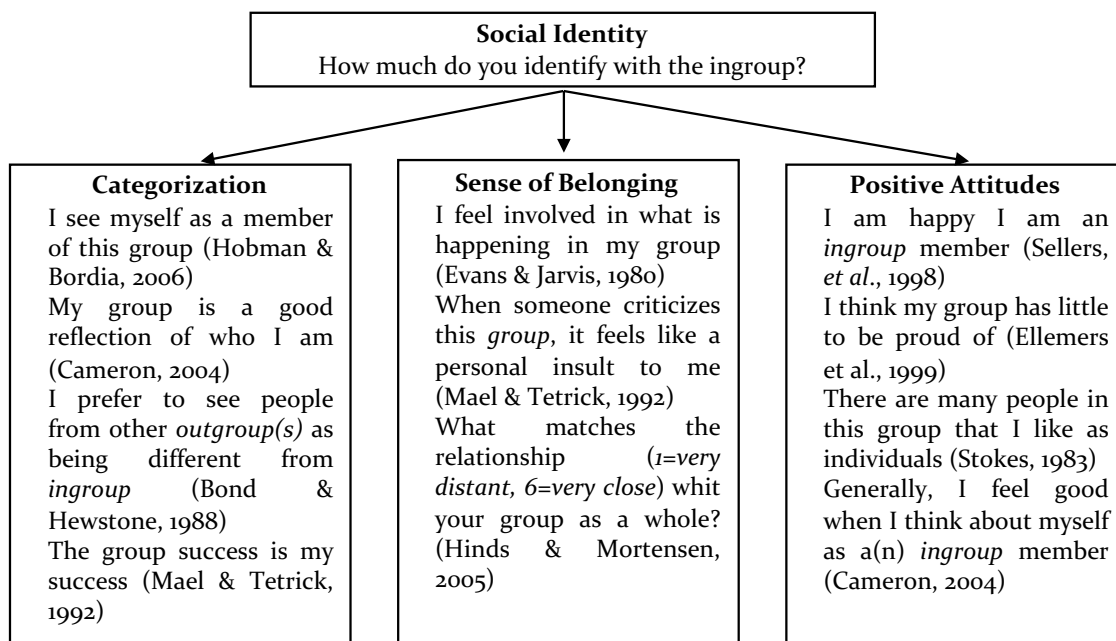 Social Identity
How much do you identify with the ingroup?
Categorization
I see myself as a member
of this group (Hobman &
Bordia, 2006)
My group is a good
reflection of who I am
(Cameron, 2004)
I prefer to see people
from other outgroup(s) as
being different from
ingroup (Bond &
Hewstone, 1988)
The group success is my
success (Mael & Tetrick,
1992)
Sense of Belonging
I feel involved in what is
happening in my group
(Evans & Jarvis, 1980)
When someone criticizes
this group, it feels like a
personal insult to me
(Mael & Tetrick, 1992)
What matches the
relationship (1=very
distant, 6=very close) whit
your group as a whole?
(Hinds & Mortensen,
2005)
Positive Attitudes
I am happy I am an
ingroup member (Sellers,
et al., 1998)
I think my group has little
to be proud of (Ellemers
et al., 1999)
There are many people in
this group that I like as
individuals (Stokes, 1983)
Generally, I feel good
when I think about myself
as a(n) ingroup member
(Cameron, 2004)